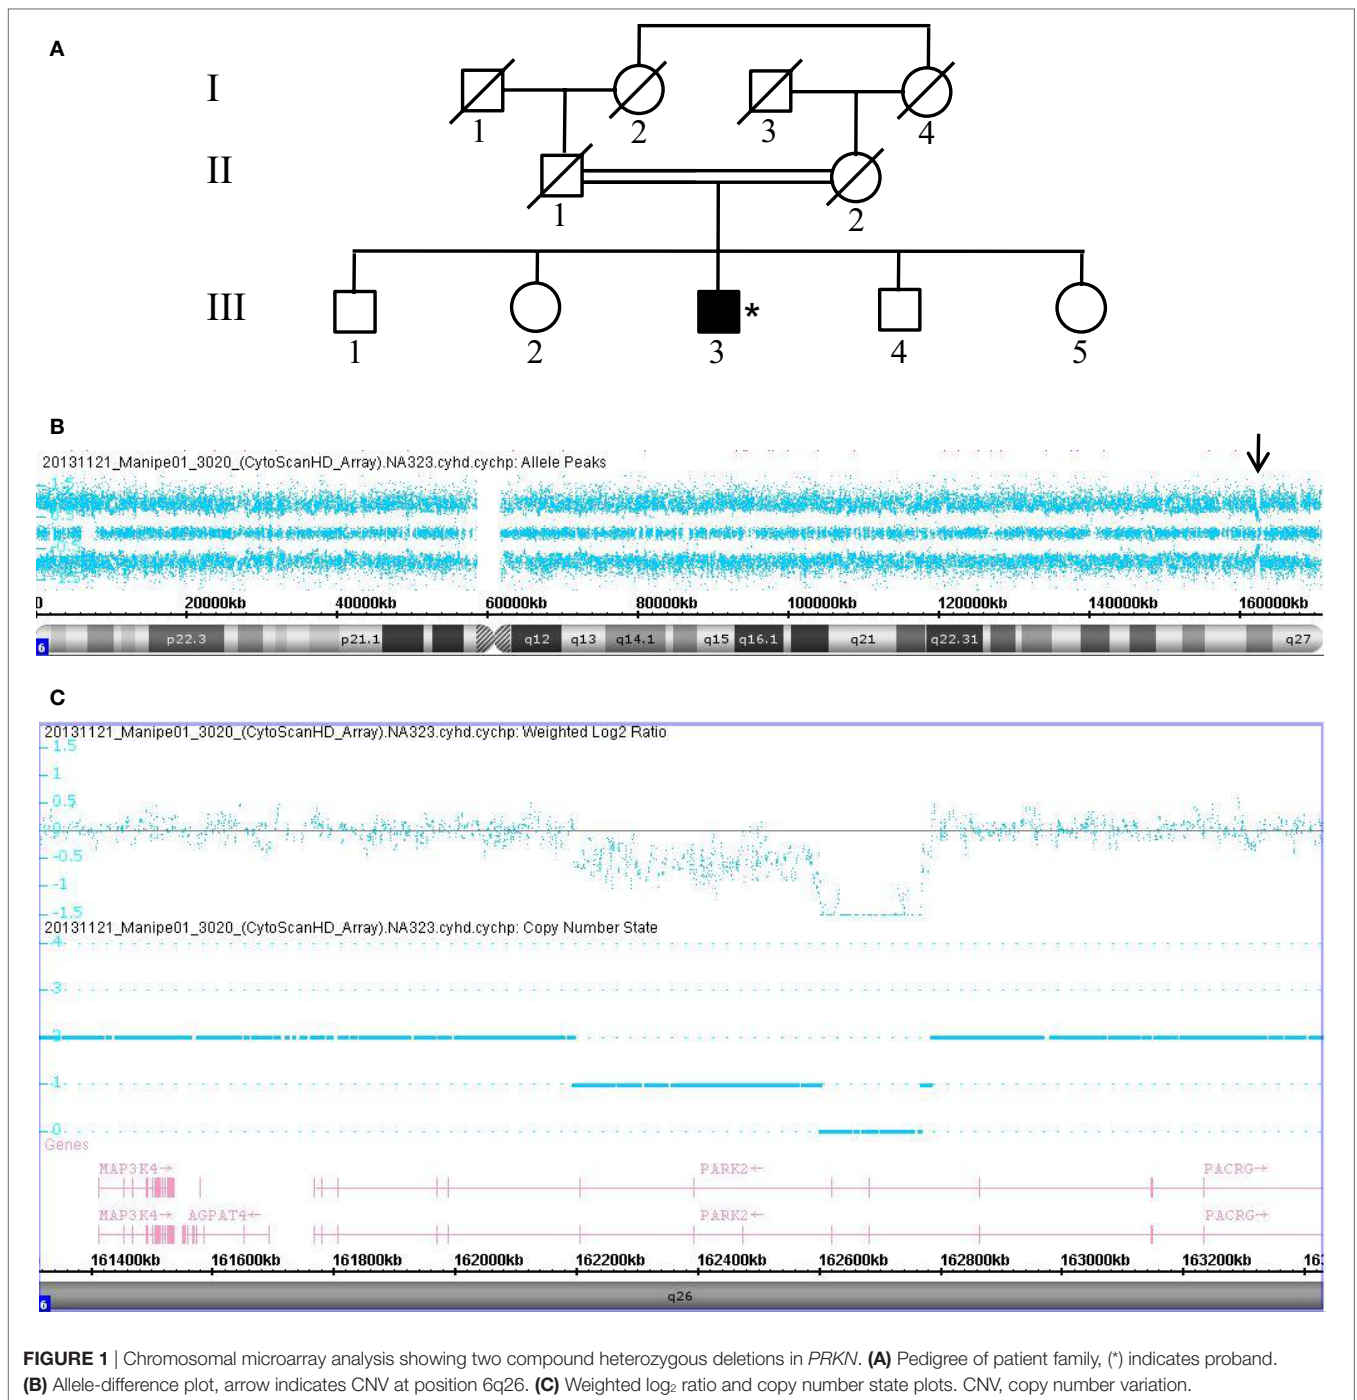 A
I
1 2 3 4
II
1 2
III
*
1 2 3 4 5
B
20131121_Manipe01_3020_(CytoScanHD_Array).NA323.cyhd.cychp: Allele Peaks
0 20000kb 40000kb 600000kb 80000kb 100000kb 120000kb 140000kb 160000kb
p22.3 p21.1 q12 q13 q14.1 q15 q16.1 q21 q22.31 q27
6
C
20131121_Manipe01_3020_(CytoScanHD_Array).NA323.cyhd.cychp: Weighted Log2 Ratio
1.5
1
0.5
0
-0.5
-1
-1.5
20131121_Manipe01_3020_(CytoScanHD_Array).NA323.cyhd.cychp: Copy Number State
4
3
2
1
0
Genes
MAP3K4→ PARK2← PACRG→
MAP3K4→ AGPAT4← PARK2← PACRG→
161400kb 161600kb 161800kb 162000kb 162200kb 162400kb 162600kb 162800kb 163000kb 163200kb
6 q26
FIGURE 1 | Chromosomal microarray analysis showing two compound heterozygous deletions in PRKN. (A) Pedigree of patient family, (*) indicates proband.
(B) Allele-difference plot, arrow indicates CNV at position 6q26. (C) Weighted log₂ ratio and copy number state plots. CNV, copy number variation.